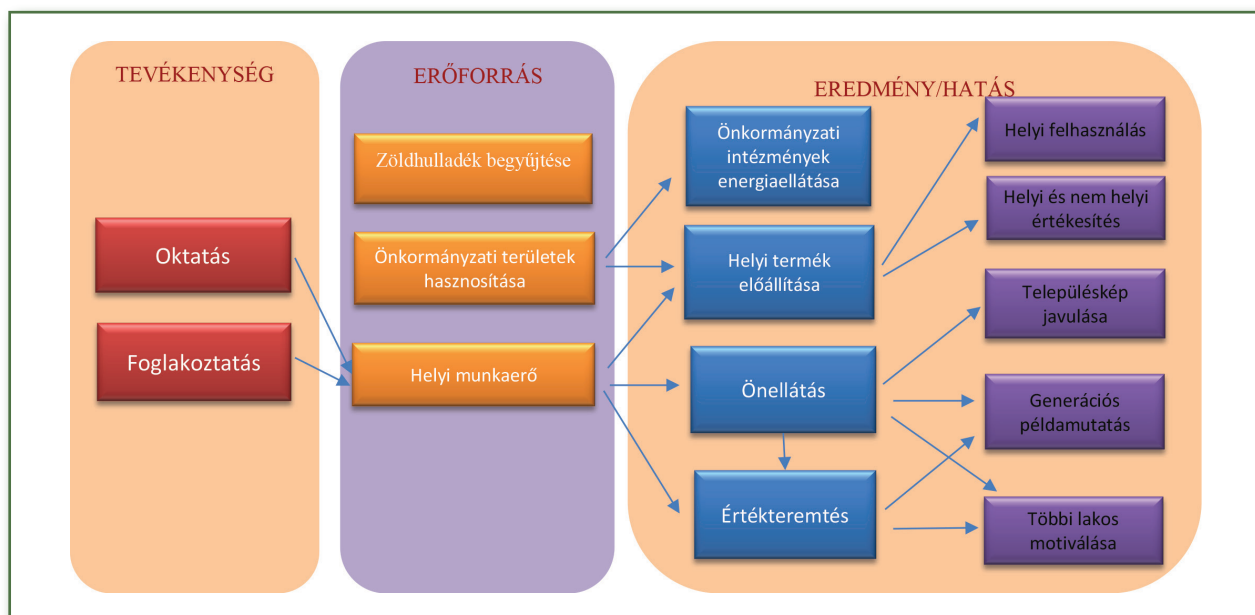 TEVÉKENYSÉG
Oktatás
Foglakoztatás
ERŐFORRÁS
Zöldhulladék begyűjtése
Önkormányzati területek
hasznosítása
Helyi munkaerő
EREDMÉNY/HATÁS
Önkormányzati
intézmények
energiaellátása
Helyi termék
előállítása
Önellátás
Értékteremtés
Helyi felhasználás
Helyi és nem helyi
értékesítés
Településkép
javulása
Generációs
példamutatás
Többi lakos
motiválása